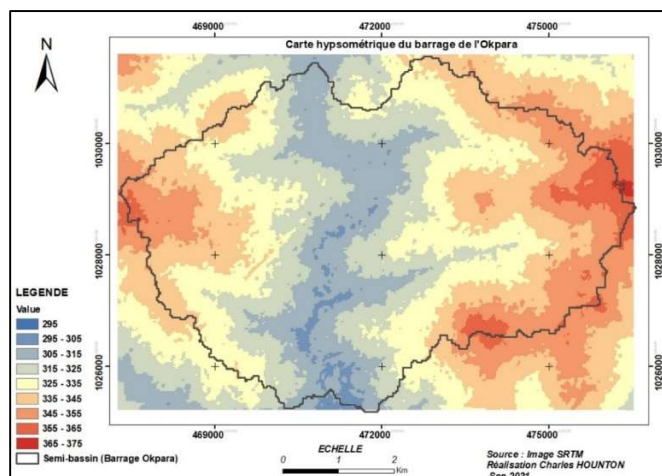 469000 472000 475000
N
Carte hypsométrique du barrage de l'Okpara
1030000 1030000
1028000 1028000
1026000 1026000
LEGENDE
Value
295
295 - 305
305 - 315
315 - 325
325 - 335
335 - 345
345 - 355
355 - 365
365 - 375
Semi-bassin (Barrage Okpara)
469000 472000 475000
ECHELLE
0 1 2
Km
Source : Image SRTM
Réalisation Charles HOUNTON
Sep 2021